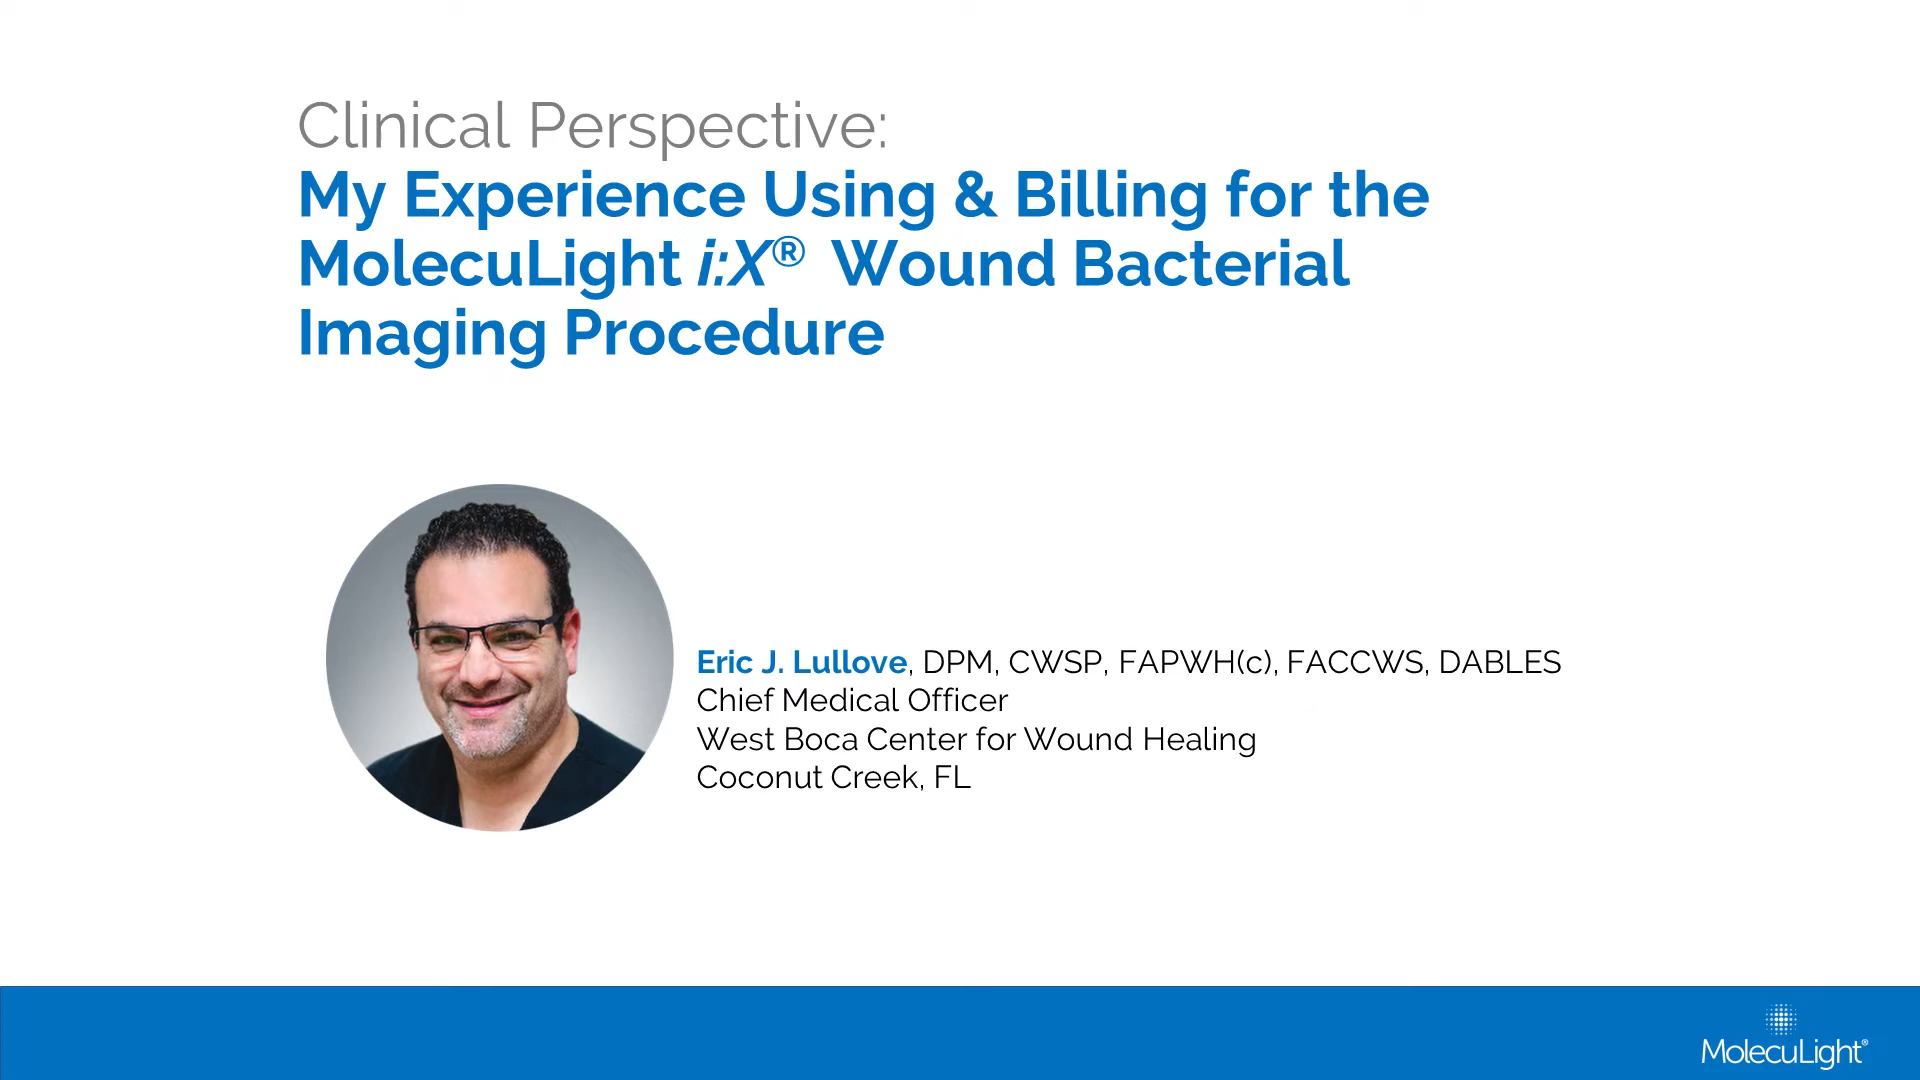 Clinical Perspective:
My Experience Using & Billing for the
MolecuLight i:X® Wound Bacterial
Imaging Procedure
Eric J. Lullove, DPM, CWSP, FAPWH(c), FACCWS, DABLES
Chief Medical Officer
West Boca Center for Wound Healing
Coconut Creek, FL
MolecuLight®